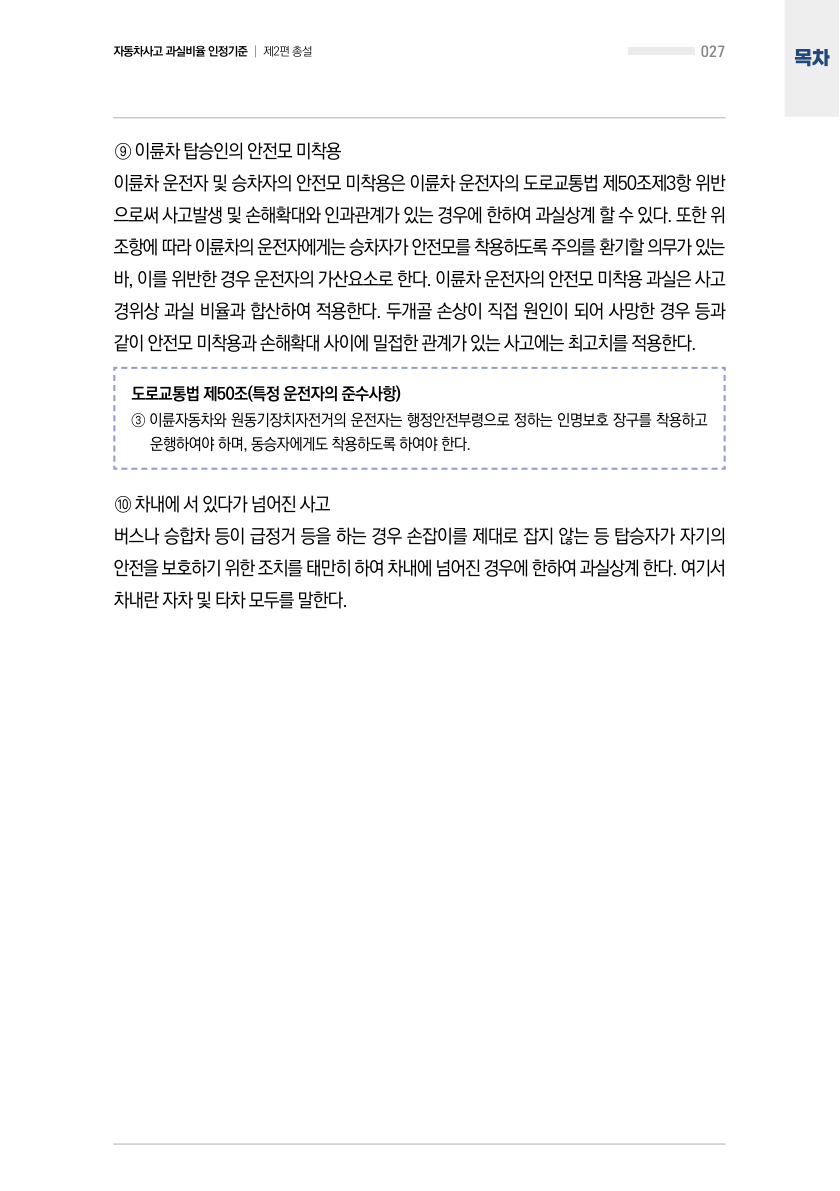 자동차사고 과실비율 인정기준 | 제2편 총설
027
목차
⑨ 이륜차 탑승인의 안전모 미착용
이륜차 운전자 및 승차자의 안전모 미착용은 이륜차 운전자의 도로교통법 제50조제3항 위반
으로써 사고발생 및 손해확대와 인과관계가 있는 경우에 한하여 과실상계 할 수 있다. 또한 위
조항에 따라 이륜차의 운전자에게는 승차자가 안전모를 착용하도록 주의를 환기할 의무가 있는
바, 이를 위반한 경우 운전자의 가산요소로 한다. 이륜차 운전자의 안전모 미착용 과실은 사고
경위상 과실 비율과 합산하여 적용한다. 두개골 손상이 직접 원인이 되어 사망한 경우 등과
같이 안전모 미착용과 손해확대 사이에 밀접한 관계가 있는 사고에는 최고치를 적용한다.
도로교통법 제50조(특정 운전자의 준수사항)
③ 이륜자동차와 원동기장치자전거의 운전자는 행정안전부령으로 정하는 인명보호 장구를 착용하고
운행하여야 하며, 동승자에게도 착용하도록 하여야 한다.
⑩ 차내에 서 있다가 넘어진 사고
버스나 승합차 등이 급정거 등을 하는 경우 손잡이를 제대로 잡지 않는 등 탑승자가 자기의
안전을 보호하기 위한 조치를 태만히 하여 차내에 넘어진 경우에 한하여 과실상계 한다. 여기서
차내란 자차 및 타차 모두를 말한다.